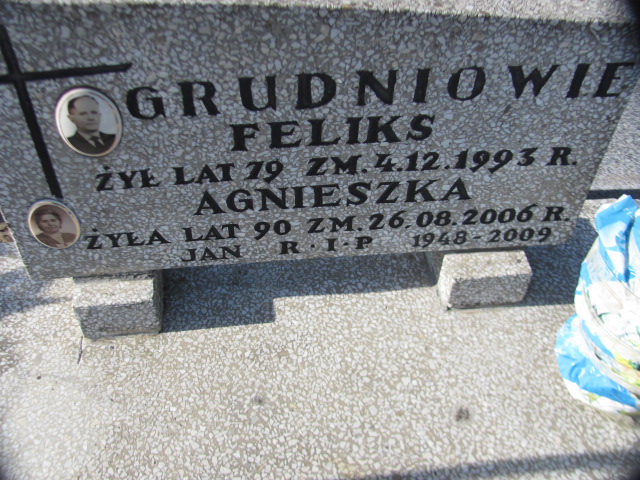 GRUDNIOWIE
FELIKS
ŻYŁ LAT 79 ZM. 4.12.1993 R.
AGNIESZKA
ŻYŁA LAT 90 ZM. 26.08.2006 R.
JAN R·I·P 1948-2009